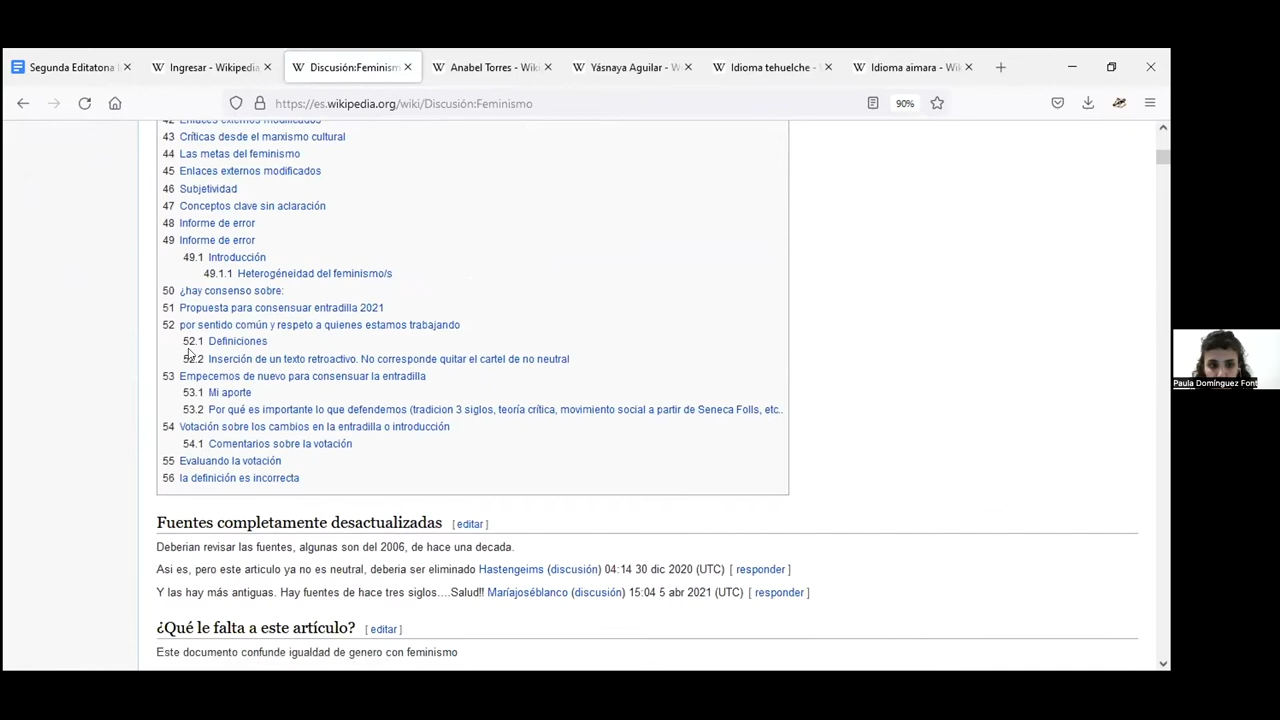 Segunda Editatona
Ingresar - Wikipedia
Discusión:Feminism
Anabel Torres - Wiki
Yásnaya Aguilar - W
Idioma tehuelche -
Idioma aimara - Wik
https://es.wikipedia.org/wiki/Discusión:Feminismo
90%
42 Enlaces externos modificados
43 Críticas desde el marxismo cultural
44 Las metas del feminismo
45 Enlaces externos modificados
46 Subjetividad
47 Conceptos clave sin aclaración
48 Informe de error
49 Informe de error
49.1 Introducción
49.1.1 Heterogéneidad del feminismo/s
50 ¿hay consenso sobre:
51 Propuesta para consensuar entradilla 2021
52 por sentido común y respeto a quienes estamos trabajando
52.1 Definiciones
52.2 Inserción de un texto retroactivo. No corresponde quitar el cartel de no neutral
53 Empecemos de nuevo para consensuar la entradilla
53.1 Mi aporte
53.2 Por qué es importante lo que defendemos (tradicion 3 siglos, teoría crítica, movimiento social a partir de Seneca Folls, etc..
54 Votación sobre los cambios en la entradilla o introducción
54.1 Comentarios sobre la votación
55 Evaluando la votación
56 la definición es incorrecta
Fuentes completamente desactualizadas [ editar ]
Deberian revisar las fuentes, algunas son del 2006, de hace una decada.
Asi es, pero este articulo ya no es neutral, deberia ser eliminado Hastengeims (discusión) 04:14 30 dic 2020 (UTC) [ responder ]
Y las hay más antiguas. Hay fuentes de hace tres siglos....Salud!! Maríajoséblanco (discusión) 15:04 5 abr 2021 (UTC) [ responder ]
¿Qué le falta a este artículo? [ editar ]
Este documento confunde igualdad de genero con feminismo
Paula Domínguez Font